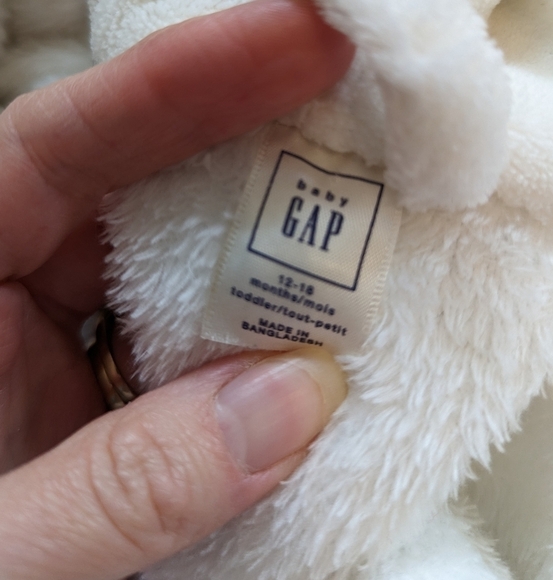 baby
GAP
12-18
months/mois
toddler/tout-petit
MADE IN
BANGLADESH